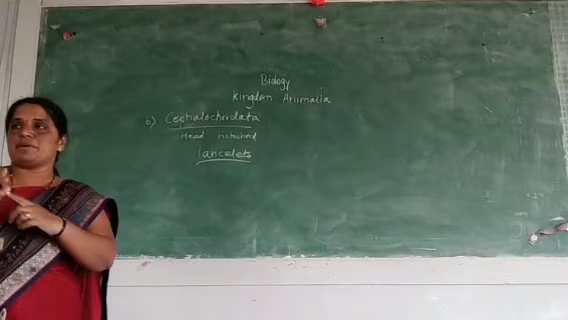 Biology
Kingdom Animalia
b) Cephalochordata
Head notochord
lancelets